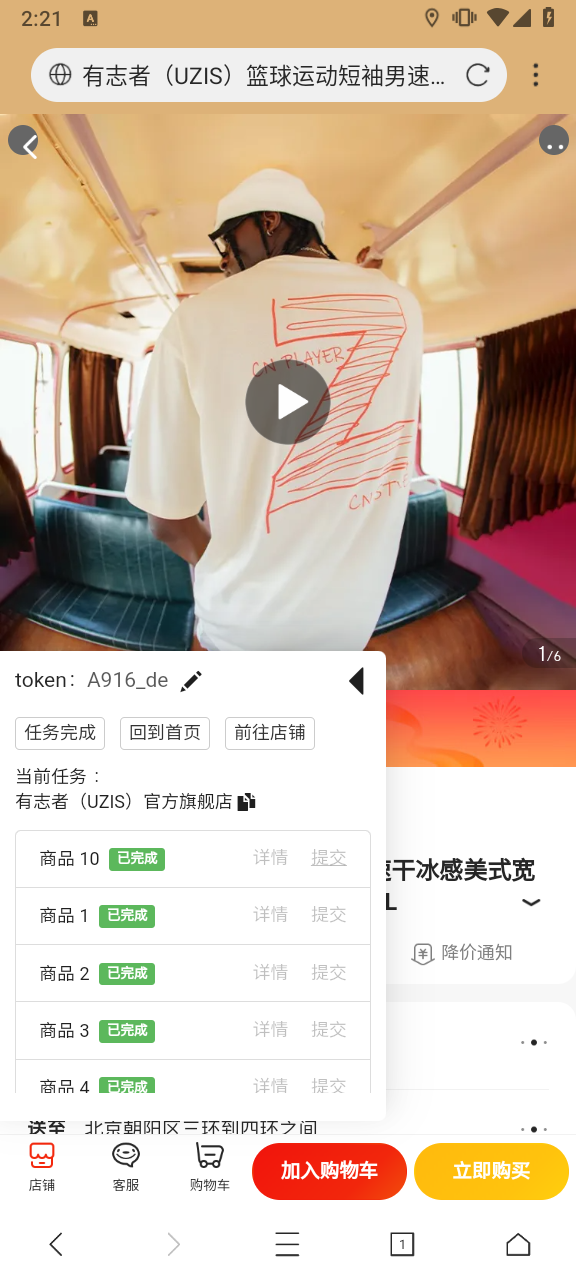 2:21
A
有志者（UZIS）篮球运动短袖男速...
CN PLAYER
1/6
token： A916_de
任务完成 回到首页 前往店铺
当前任务：
有志者（UZIS）官方旗舰店
商品 10 已完成 详情 提交
商品 1 已完成 详情 提交
商品 2 已完成 详情 提交
商品 3 已完成 详情 提交
商品 4 已完成 详情 提交
速干冰感美式宽
L
降价通知
送至 北京朝阳区三环到四环之间
店铺 客服 购物车 加入购物车 立即购买
1